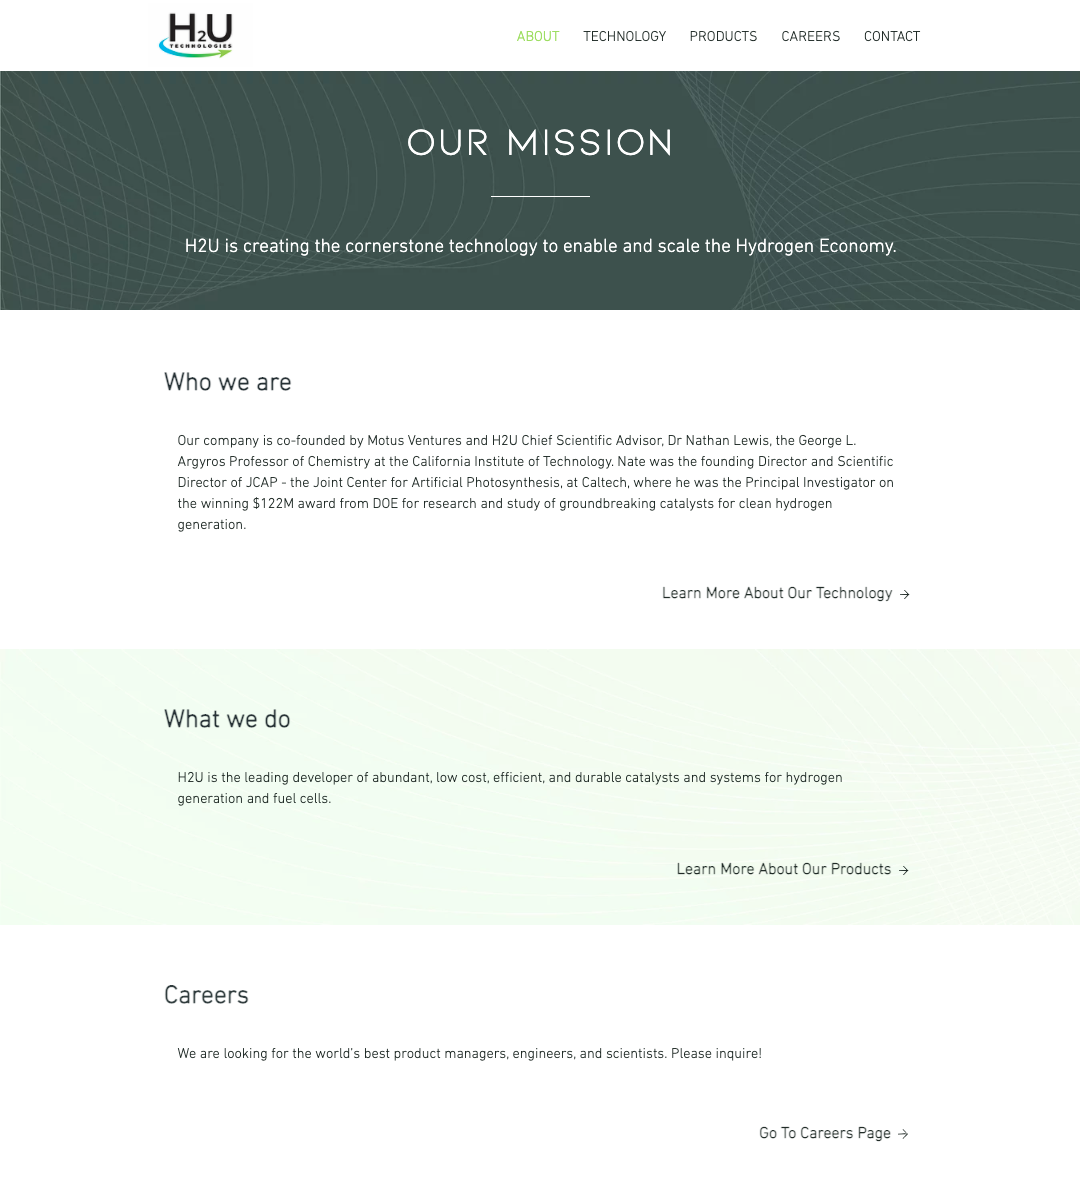 H2U
TECHNOLOGIES
ABOUT TECHNOLOGY PRODUCTS CAREERS CONTACT
OUR MISSION
H2U is creating the cornerstone technology to enable and scale the Hydrogen Economy.
Who we are
Our company is co-founded by Motus Ventures and H2U Chief Scientific Advisor, Dr Nathan Lewis, the George L.
Argyros Professor of Chemistry at the California Institute of Technology. Nate was the founding Director and Scientific
Director of JCAP - the Joint Center for Artificial Photosynthesis, at Caltech, where he was the Principal Investigator on
the winning $122M award from DOE for research and study of groundbreaking catalysts for clean hydrogen
generation.
Learn More About Our Technology →
What we do
H2U is the leading developer of abundant, low cost, efficient, and durable catalysts and systems for hydrogen
generation and fuel cells.
Learn More About Our Products →
Careers
We are looking for the world’s best product managers, engineers, and scientists. Please inquire!
Go To Careers Page →